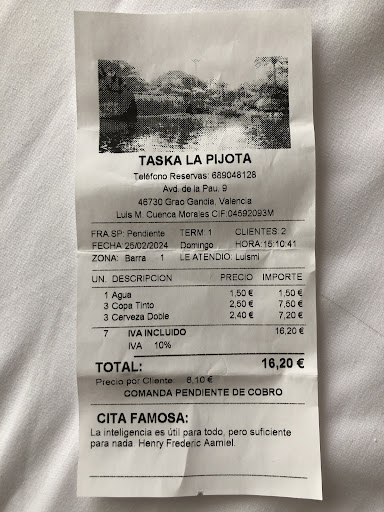 TASKA LA PIJOTA
Teléfono Reservas: 689048128
Avd. de la Pau, 9
46730 Grao Gandia, Valencia
Luis M. Cuenca Morales CIF:04592093M
FRA.SP: Pendiente TERM: 1 CLIENTES: 2
FECHA:25/02/2024 Domingo HORA:15:10:41
ZONA: Barra 1 LE ATENDIO: Luismi
UN. DESCRIPCION PRECIO IMPORTE
1 Agua 1,50 € 1,50 €
3 Copa Tinto 2,50 € 7,50 €
3 Cerveza Doble 2,40 € 7,20 €
7 IVA INCLUIDO 16,20 €
IVA 10%
TOTAL: 16,20 €
Precio por Cliente: 8,10 €
COMANDA PENDIENTE DE COBRO
CITA FAMOSA:
La inteligencia es útil para todo, pero suficiente
para nada. Henry Frederic Aamiel.